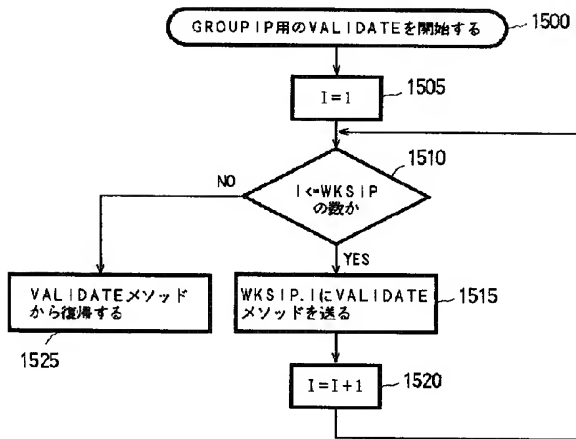 GROUPIP用のVALIDATEを開始する
1500
I=1
1505
I<=WKSIP
の数か
1510
NO
YES
VALIDATEメソッド
から復帰する
1525
WKSIP.IにVALIDATE
メソッドを送る
1515
I=I+1
1520